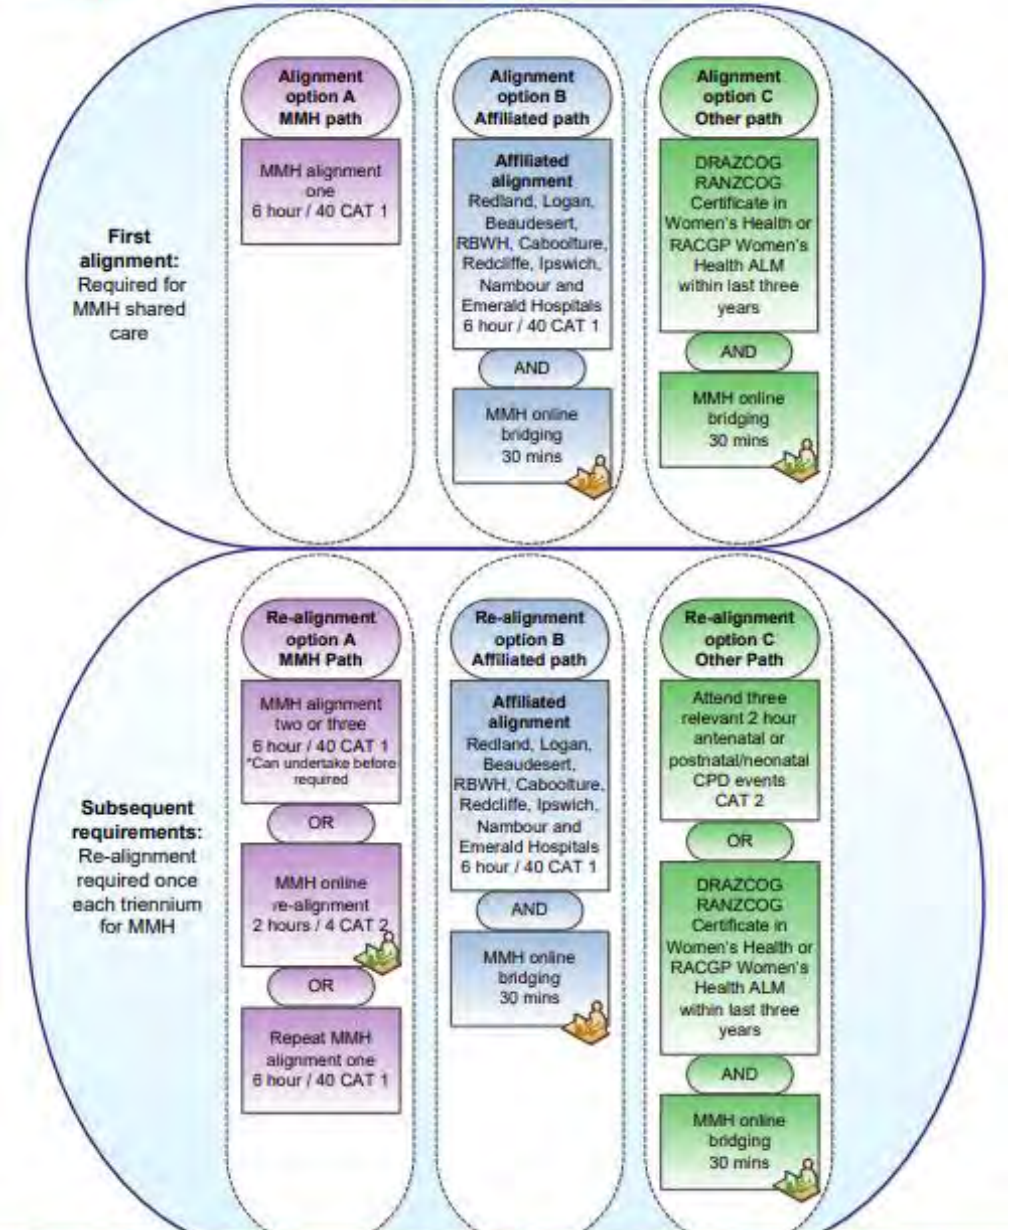 Alignment
option A
MMH path
MMH alignment
one
6 hour / 40 CAT 1
Alignment
option B
Affiliated path
Affiliated
alignment
Redland, Logan,
Beaudesert,
RBWH, Caboolture,
Redcliffe, Ipswich,
Nambour and
Emerald Hospitals
6 hour / 40 CAT 1
AND
MMH online
bridging
30 mins
Alignment
option C
Other path
DRAZCOG
RANZCOG
Certificate in
Women's Health or
RACGP Women's
Health ALM
within last three
years
AND
MMH online
bridging
30 mins
First
alignment:
Required for
MMH shared
care
Re-alignment
option A
MMH Path
MMH alignment
two or three
6 hour / 40 CAT 1
*Can undertake before
required
OR
MMH online
re-alignment
2 hours / 4 CAT 2
OR
Repeat MMH
alignment one
6 hour / 40 CAT 1
Re-alignment
option B
Affiliated path
Affiliated
alignment
Redland, Logan,
Beaudesert,
RBWH, Caboolture,
Redcliffe, Ipswich,
Nambour and
Emerald Hospitals
6 hour / 40 CAT 1
AND
MMH online
bridging
30 mins
Re-alignment
option C
Other Path
Attend three
relevant 2 hour
antenatal or
postnatal/neonatal
CPD events
CAT 2
OR
DRAZCOG
RANZCOG
Certificate in
Women's Health or
RACGP Women's
Health ALM
within last three
years
AND
MMH online
bridging
30 mins
Subsequent
requirements:
Re-alignment
required once
each triennium
for MMH